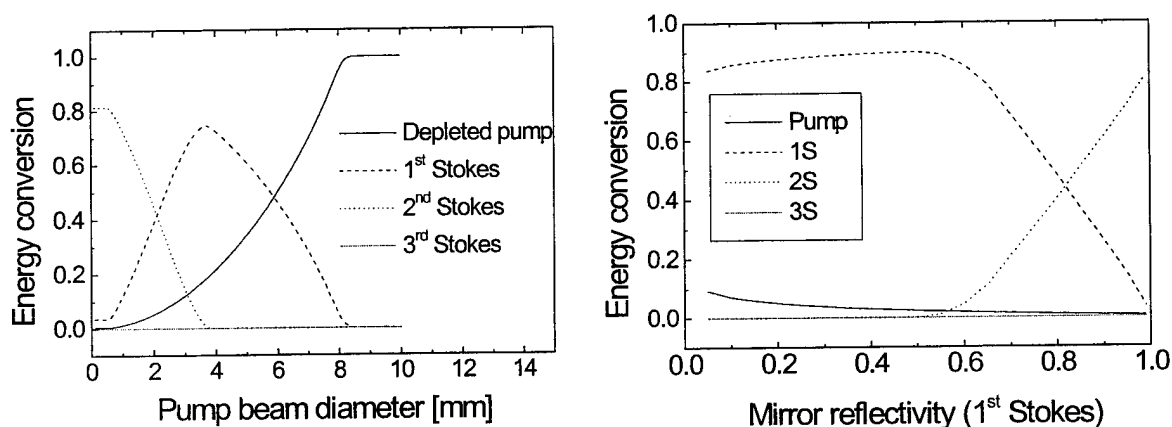 Energy conversion
1.0
0.8
0.6
0.4
0.2
0.0
Depleted pump
1st Stokes
2nd Stokes
3rd Stokes
0 2 4 6 8 10 12 14
Pump beam diameter [mm]
Energy conversion
1.0
0.8
0.6
0.4
0.2
0.0
Pump
1S
2S
3S
0.0 0.2 0.4 0.6 0.8 1.0
Mirror reflectivity (1st Stokes)